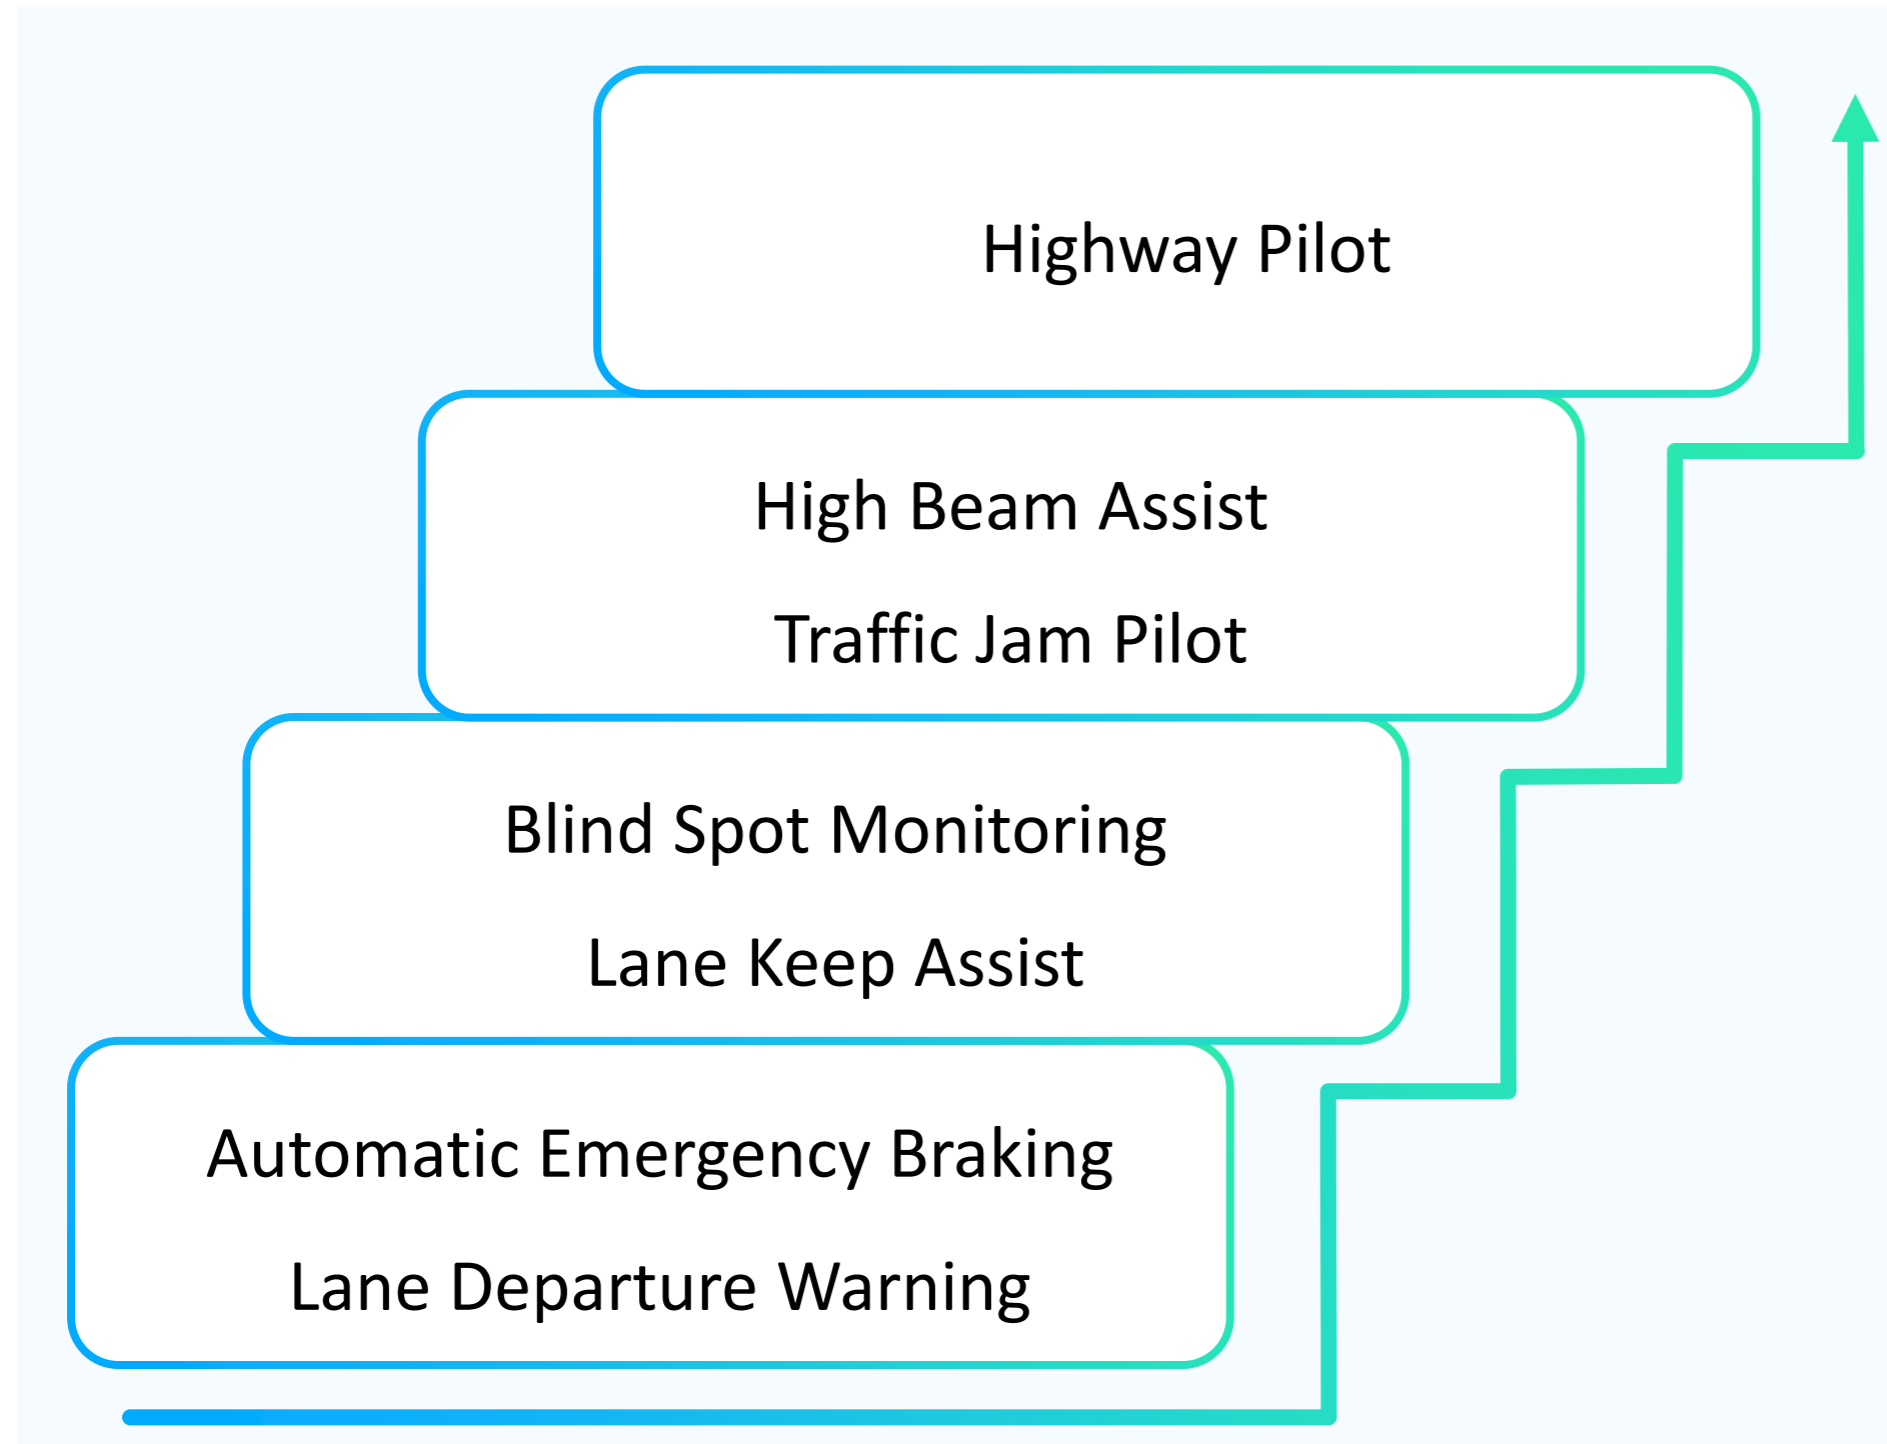 Highway Pilot
High Beam Assist
Traffic Jam Pilot
Blind Spot Monitoring
Lane Keep Assist
Automatic Emergency Braking
Lane Departure Warning